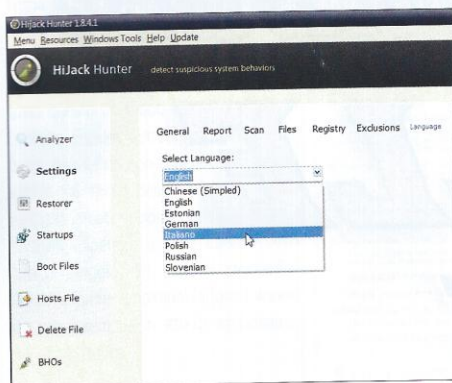 HiJack Hunter 1.8.4.1
Menu Resources Windows Tools Help Update
HiJack Hunter detect suspicious system behaviors
Analyzer
Settings
Restorer
Startups
Boot Files
Hosts File
Delete File
BHOs
General Report Scan Files Registry Exclusions Language
Select Language:
English
Chinese (Simpled)
English
Estonian
German
Italiano
Polish
Russian
Slovenian